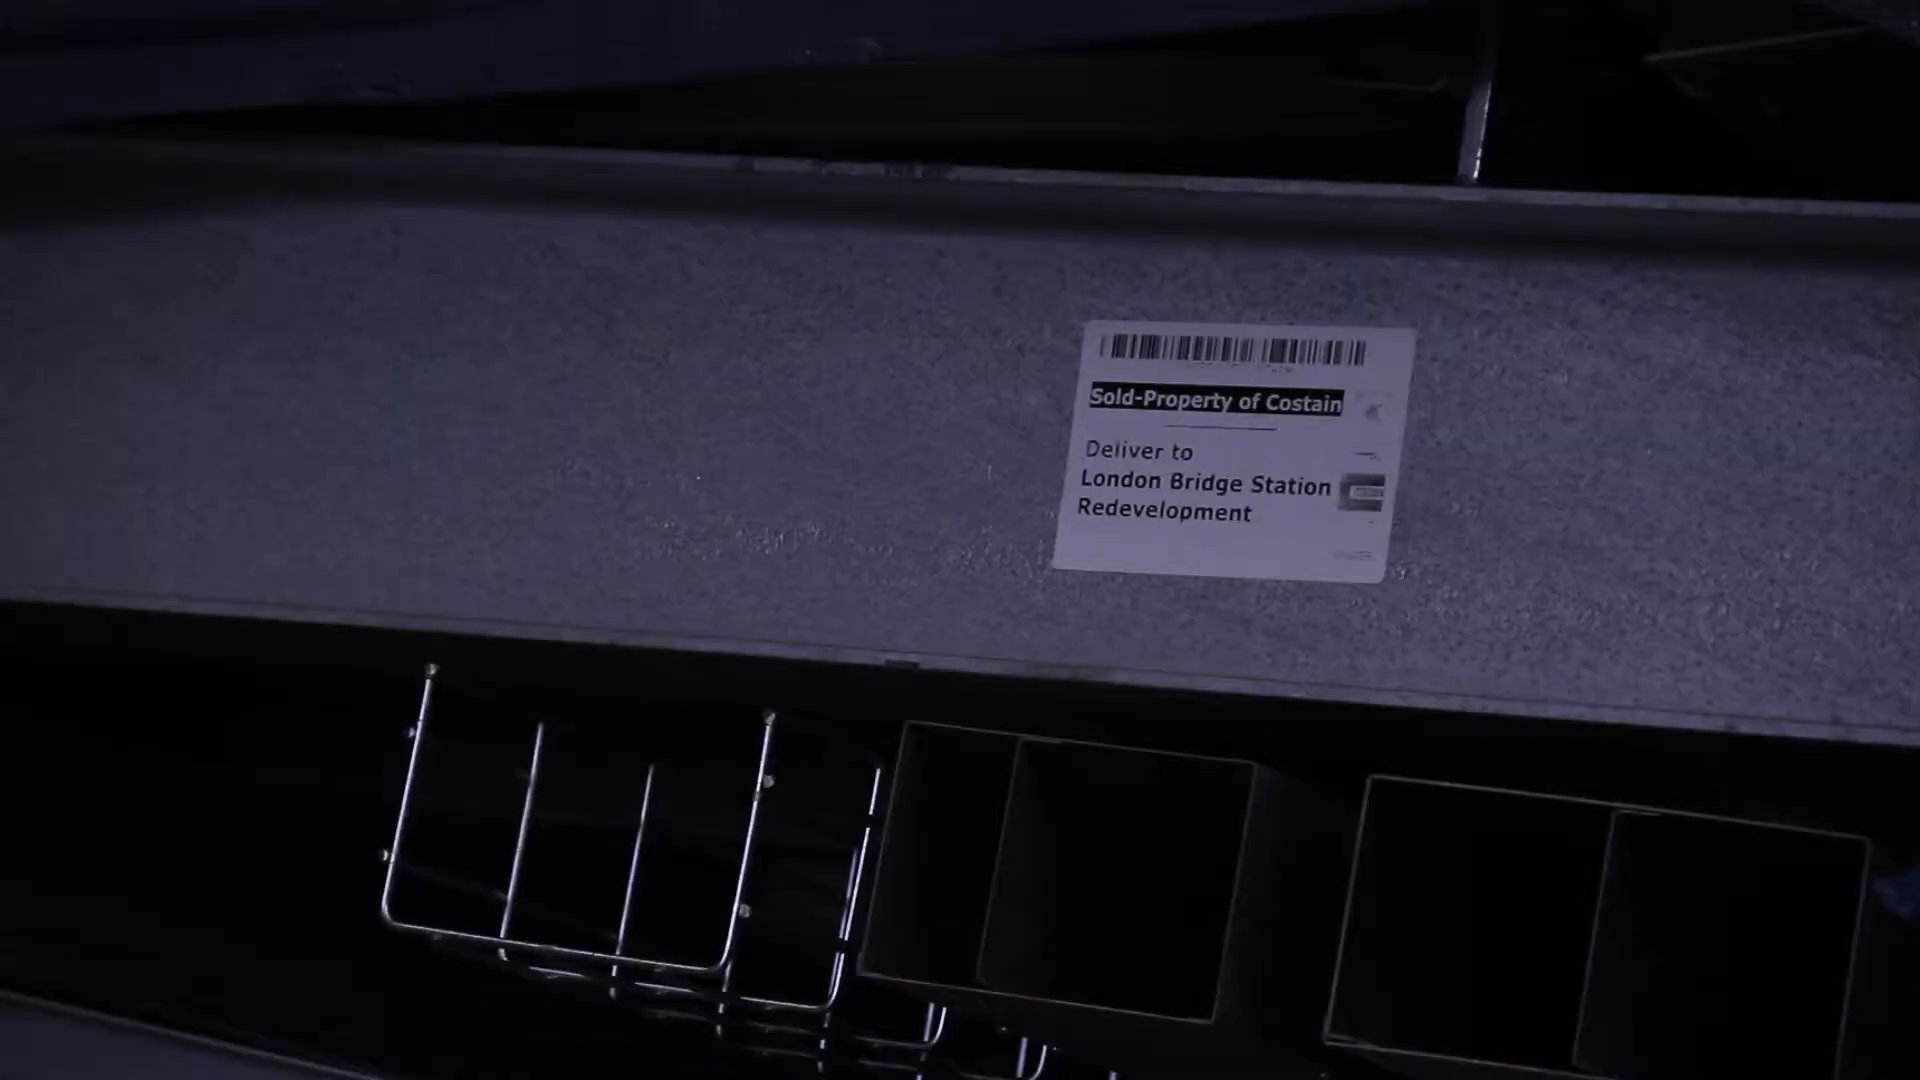 Sold-Property of Costain
Deliver to
London Bridge Station
Redevelopment